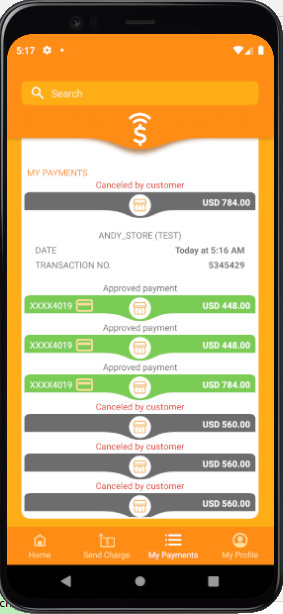 5:17
Search
$
MY PAYMENTS
Canceled by customer
USD 784.00
ANDY_STORE (TEST)
DATE Today at 5:16 AM
TRANSACTION NO. 5345429
Approved payment
XXXX4019 USD 448.00
Approved payment
XXXX4019 USD 448.00
Approved payment
XXXX4019 USD 784.00
Canceled by customer
USD 560.00
Canceled by customer
USD 560.00
Canceled by customer
USD 560.00
Home Send Charge My Payments My Profile